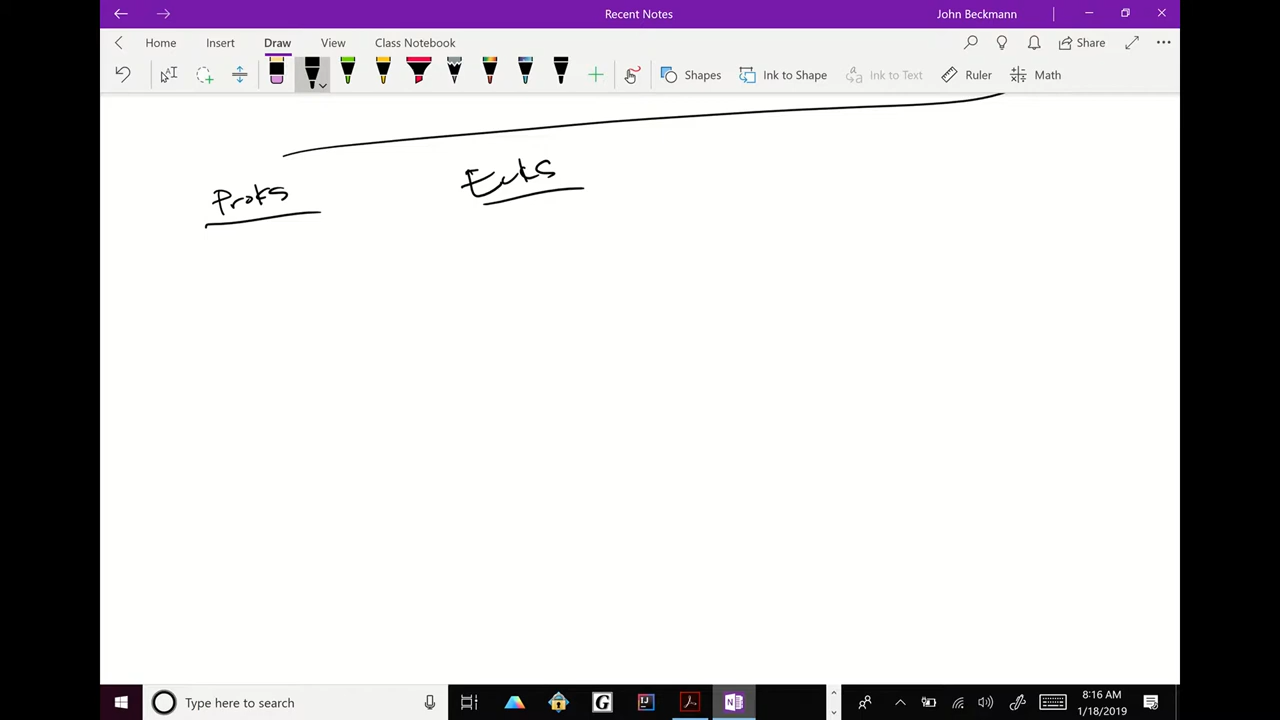 Recent Notes
John Beckmann
Home Insert Draw View Class Notebook Share
Shapes Ink to Shape Ink to Text Ruler Math
Proks Euks
Type here to search
8:16 AM
1/18/2019